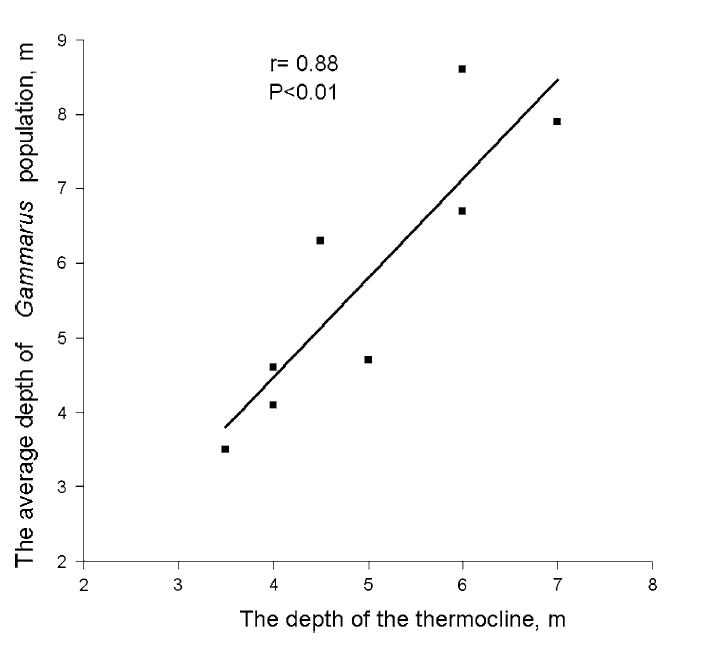 r= 0.88
P<0.01
The average depth of Gammarus population, m
9
8
7
6
5
4
3
2
2 3 4 5 6 7 8
The depth of the thermocline, m